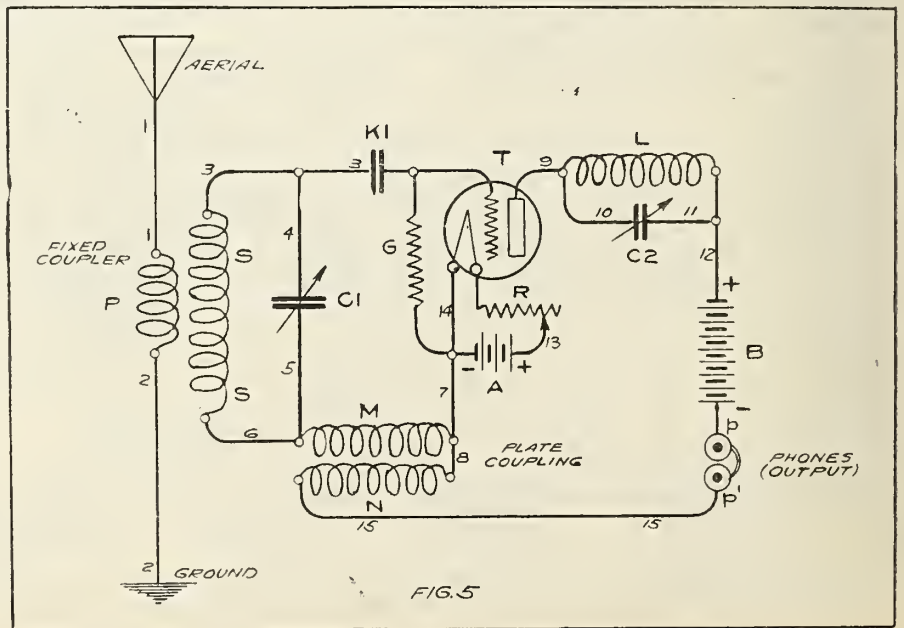 AERIAL
1
K1
T
L
3
3
9
10
11
C2
12
4
G
FIXED
COUPLER
1
S
P
C1
R
14
13
+
B
-
A
+
2
5
7
S
M
6
8
PLATE
COUPLING
N
-
P
P'
PHONES
(OUTPUT)
15
15
2
GROUND
FIG.5